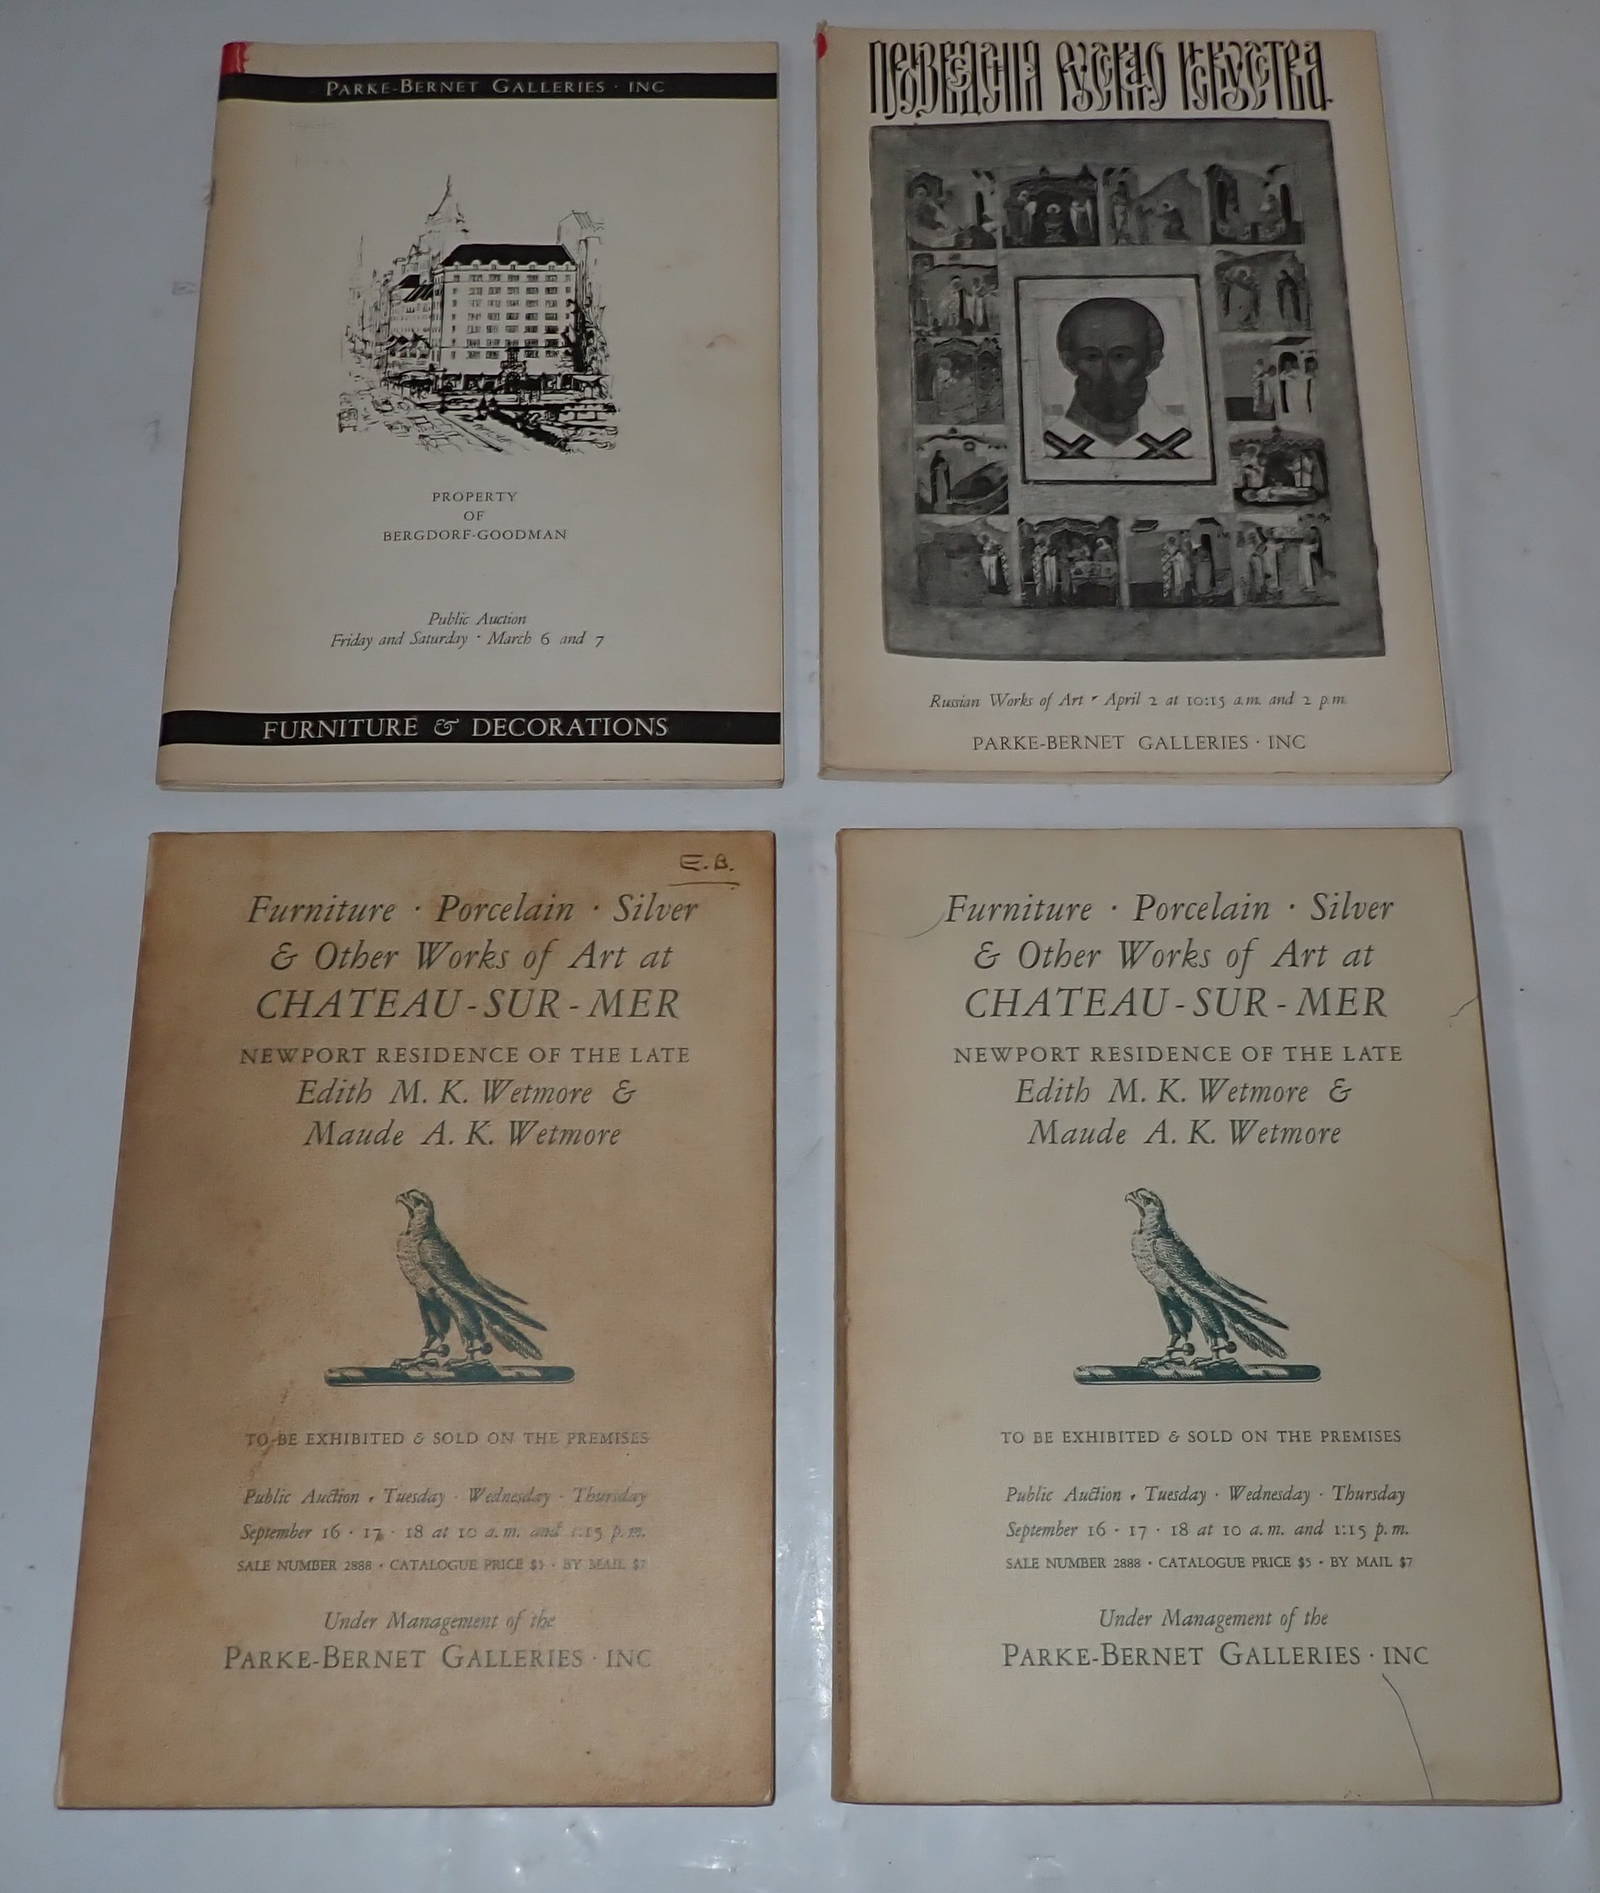 PARKE-BERNET GALLERIES · INC
PROPERTY
OF
BERGDORF-GOODMAN
Public Auction
Friday and Saturday · March 6 and 7
FURNITURE & DECORATIONS
ПРОИЗВЕДЕНИЯ РУССКАГО ИСКУССТВА
Russian Works of Art · April 2 at 10:15 a.m. and 2 p.m.
PARKE-BERNET GALLERIES · INC
E.B.
Furniture · Porcelain · Silver
& Other Works of Art at
CHATEAU-SUR-MER
NEWPORT RESIDENCE OF THE LATE
Edith M. K. Wetmore &
Maude A. K. Wetmore
TO BE EXHIBITED & SOLD ON THE PREMISES
Public Auction · Tuesday · Wednesday · Thursday
September 16 · 17 · 18 at 10 a.m. and 1:15 p.m.
SALE NUMBER 2888 · CATALOGUE PRICE $5 · BY MAIL $7
Under Management of the
PARKE-BERNET GALLERIES · INC
Furniture · Porcelain · Silver
& Other Works of Art at
CHATEAU-SUR-MER
NEWPORT RESIDENCE OF THE LATE
Edith M. K. Wetmore &
Maude A. K. Wetmore
TO BE EXHIBITED & SOLD ON THE PREMISES
Public Auction · Tuesday · Wednesday · Thursday
September 16 · 17 · 18 at 10 a.m. and 1:15 p.m.
SALE NUMBER 2888 · CATALOGUE PRICE $5 · BY MAIL $7
Under Management of the
PARKE-BERNET GALLERIES · INC